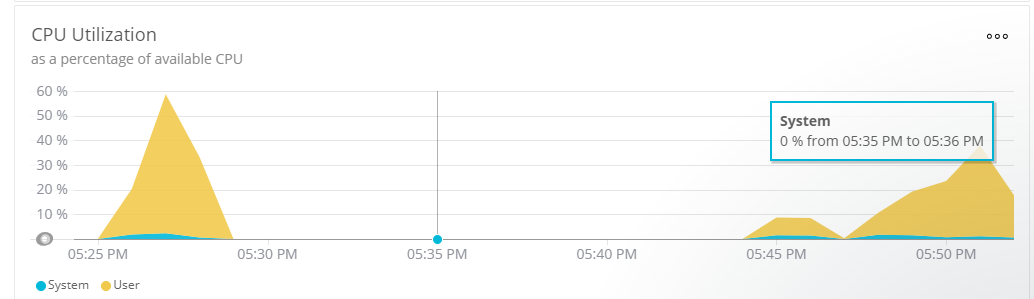 CPU Utilization
as a percentage of available CPU
60 %
50 %
40 %
30 %
20 %
10 %
System
0 % from 05:35 PM to 05:36 PM
05:25 PM 05:30 PM 05:35 PM 05:40 PM 05:45 PM 05:50 PM
System User